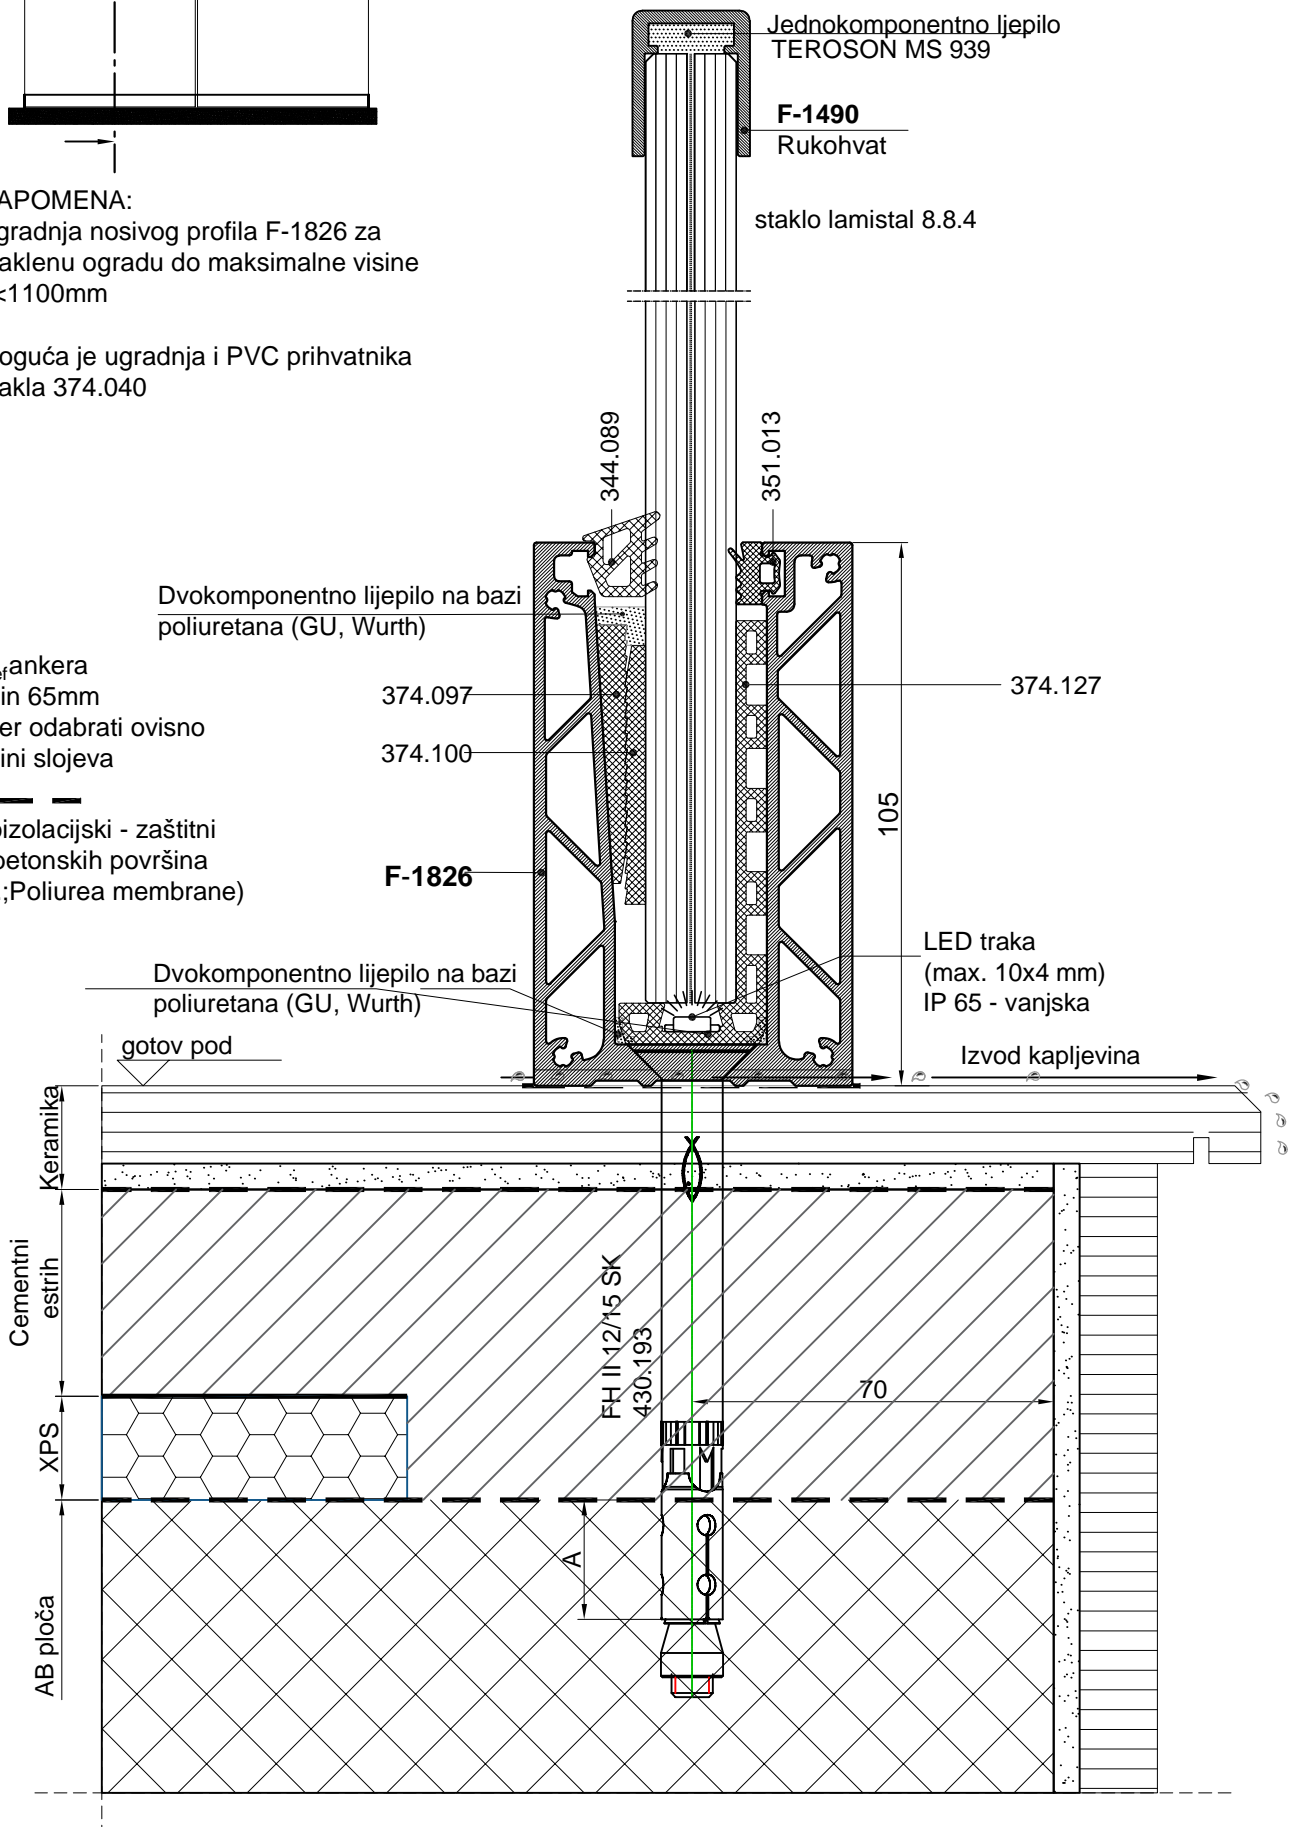 Jednokomponentno ljepilo
TEROSON MS 939
F-1490
Rukohvat
staklo lamistal 8.8.4
APOMENA:
gradnja nosivog profila F-1826 za
aklenu ogradu do maksimalne visine
<1100mm
oguća je ugradnja i PVC prihvatnika
akla 374.040
344.089
351.013
Dvokomponentno lijepilo na bazi
poliuretana (GU, Wurth)
efankera
in 65mm
er odabrati ovisno
ini slojeva
374.097
374.100
374.127
105
izolacijski - zaštitni
betonskih površina
;Poliurea membrane)
F-1826
LED traka
(max. 10x4 mm)
IP 65 - vanjska
Dvokomponentno lijepilo na bazi
poliuretana (GU, Wurth)
gotov pod
Izvod kapljevina
Keramika
Cementni
estrih
XPS
AB ploča
FH II 12/15 SK
430.193
70
A